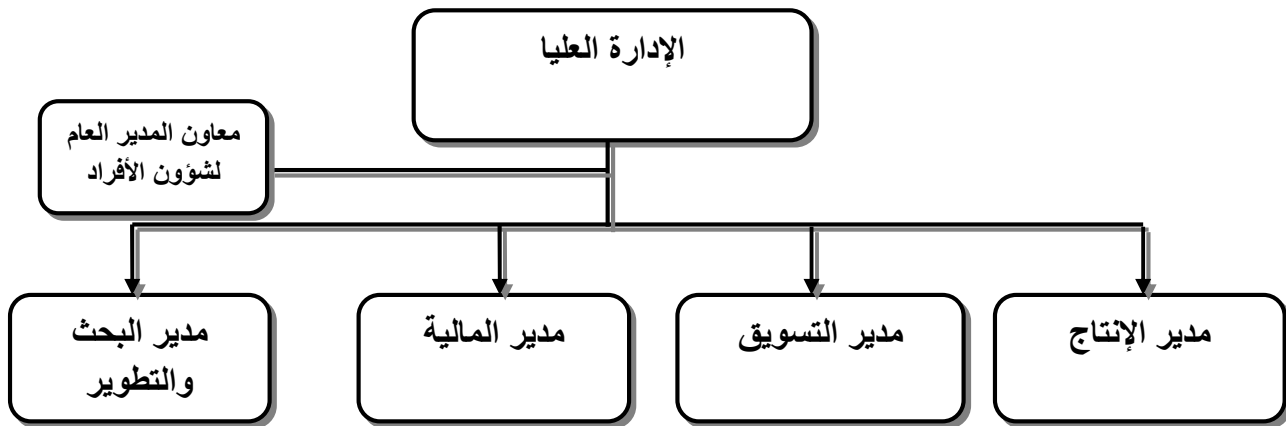 الإدارة العليا
معاون المدير العام
لشؤون الأفراد
مدير الإنتاج
مدير التسويق
مدير المالية
مدير البحث
والتطوير